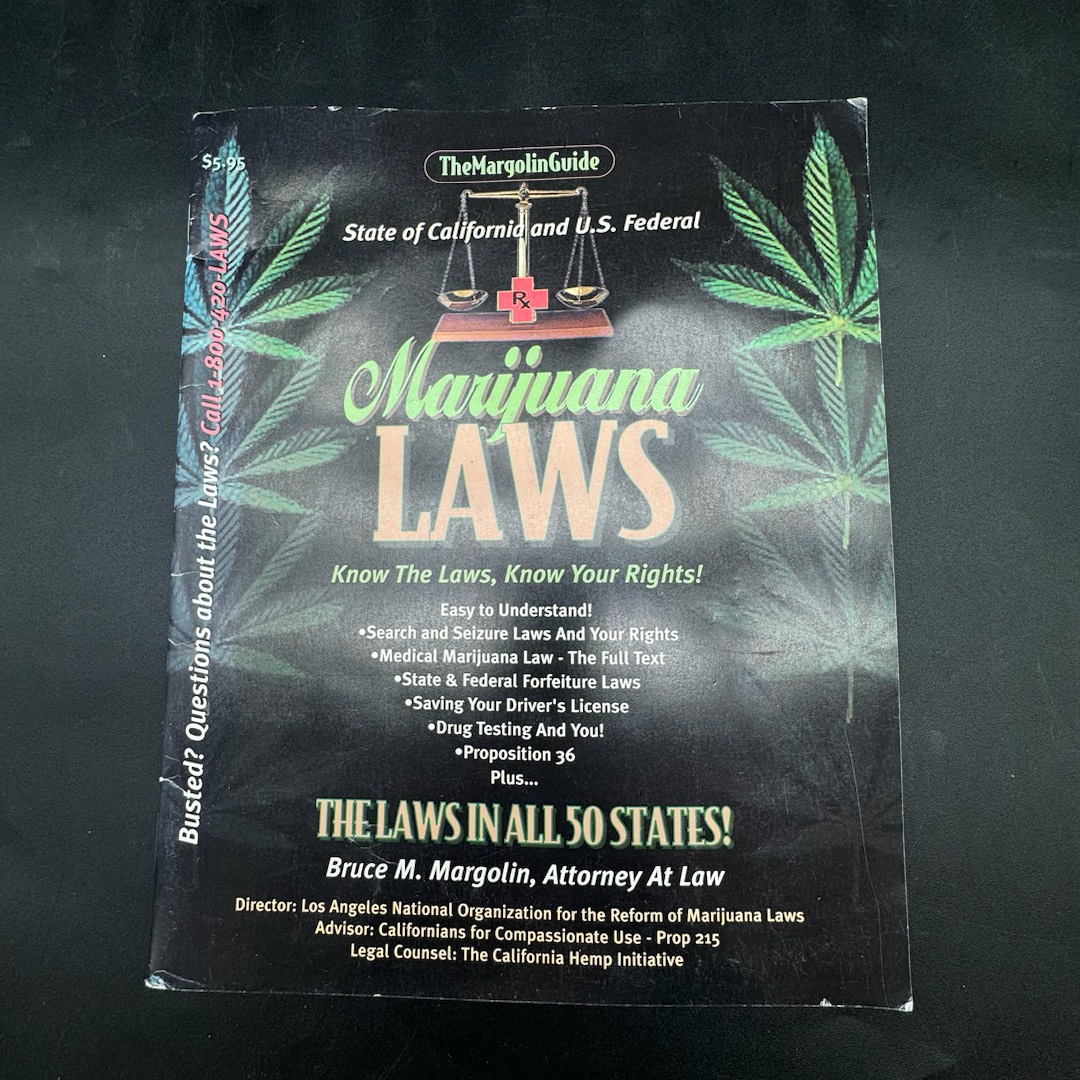 $5.95
TheMargolinGuide
State of California and U.S. Federal
Rx
Marijuana
LAWS
Know The Laws, Know Your Rights!
Easy to Understand!
•Search and Seizure Laws And Your Rights
•Medical Marijuana Law - The Full Text
•State & Federal Forfeiture Laws
•Saving Your Driver's License
•Drug Testing And You!
•Proposition 36
Plus...
THE LAWS IN ALL 50 STATES!
Bruce M. Margolin, Attorney At Law
Director: Los Angeles National Organization for the Reform of Marijuana Laws
Advisor: Californians for Compassionate Use - Prop 215
Legal Counsel: The California Hemp Initiative
Busted? Questions about the Laws? Call 1-800-420-LAWS